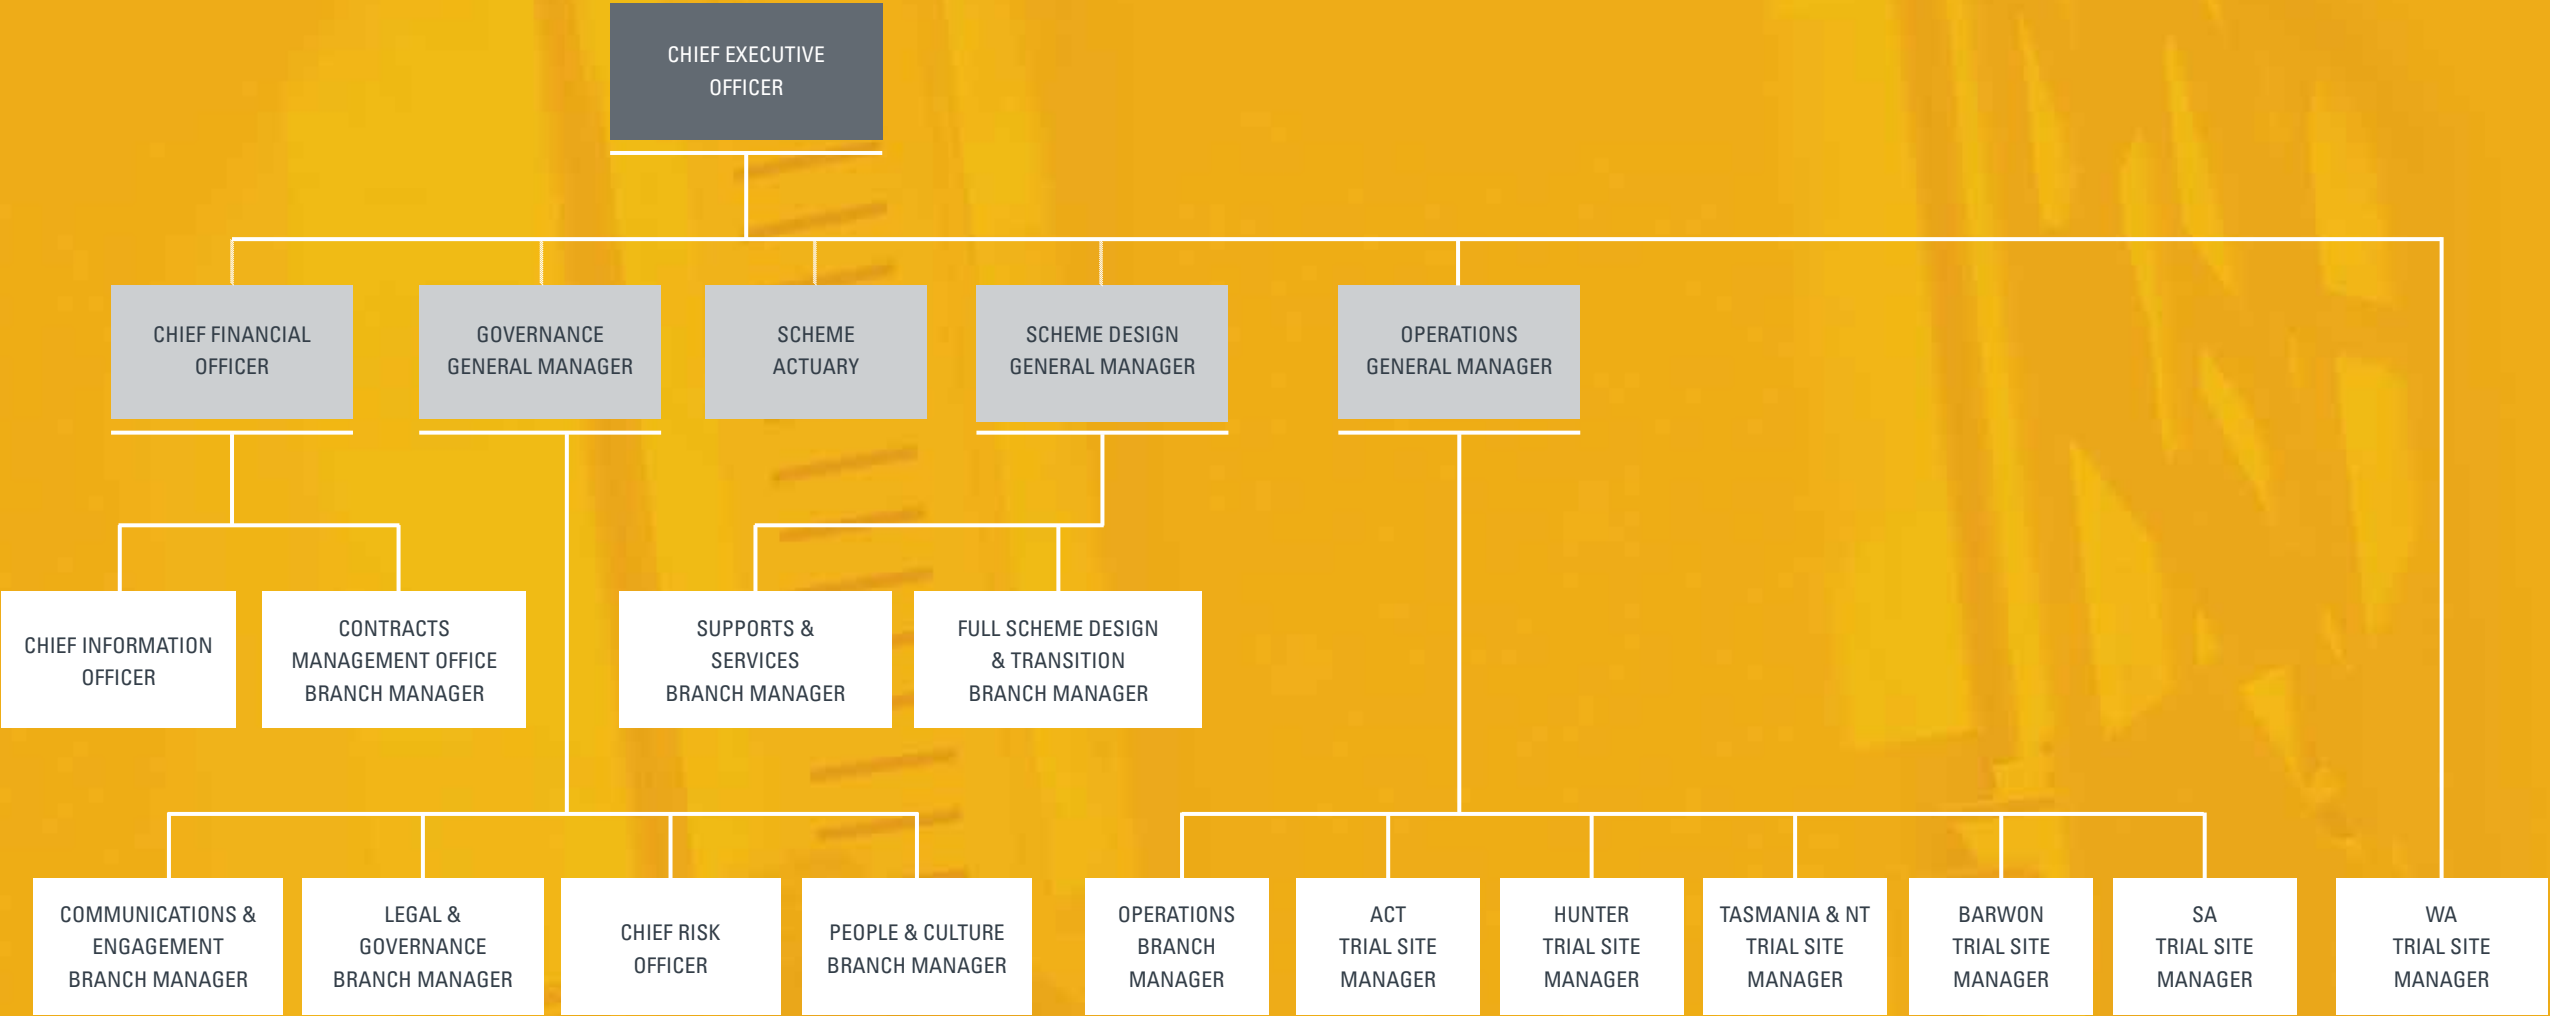 CHIEF EXECUTIVE
OFFICER
CHIEF FINANCIAL
OFFICER
GOVERNANCE
GENERAL MANAGER
SCHEME
ACTUARY
SCHEME DESIGN
GENERAL MANAGER
OPERATIONS
GENERAL MANAGER
CHIEF INFORMATION
OFFICER
CONTRACTS
MANAGEMENT OFFICE
BRANCH MANAGER
SUPPORTS &
SERVICES
BRANCH MANAGER
FULL SCHEME DESIGN
& TRANSITION
BRANCH MANAGER
COMMUNICATIONS &
ENGAGEMENT
BRANCH MANAGER
LEGAL &
GOVERNANCE
BRANCH MANAGER
CHIEF RISK
OFFICER
PEOPLE & CULTURE
BRANCH MANAGER
OPERATIONS
BRANCH
MANAGER
ACT
TRIAL SITE
MANAGER
HUNTER
TRIAL SITE
MANAGER
TASMANIA & NT
TRIAL SITE
MANAGER
BARWON
TRIAL SITE
MANAGER
SA
TRIAL SITE
MANAGER
WA
TRIAL SITE
MANAGER